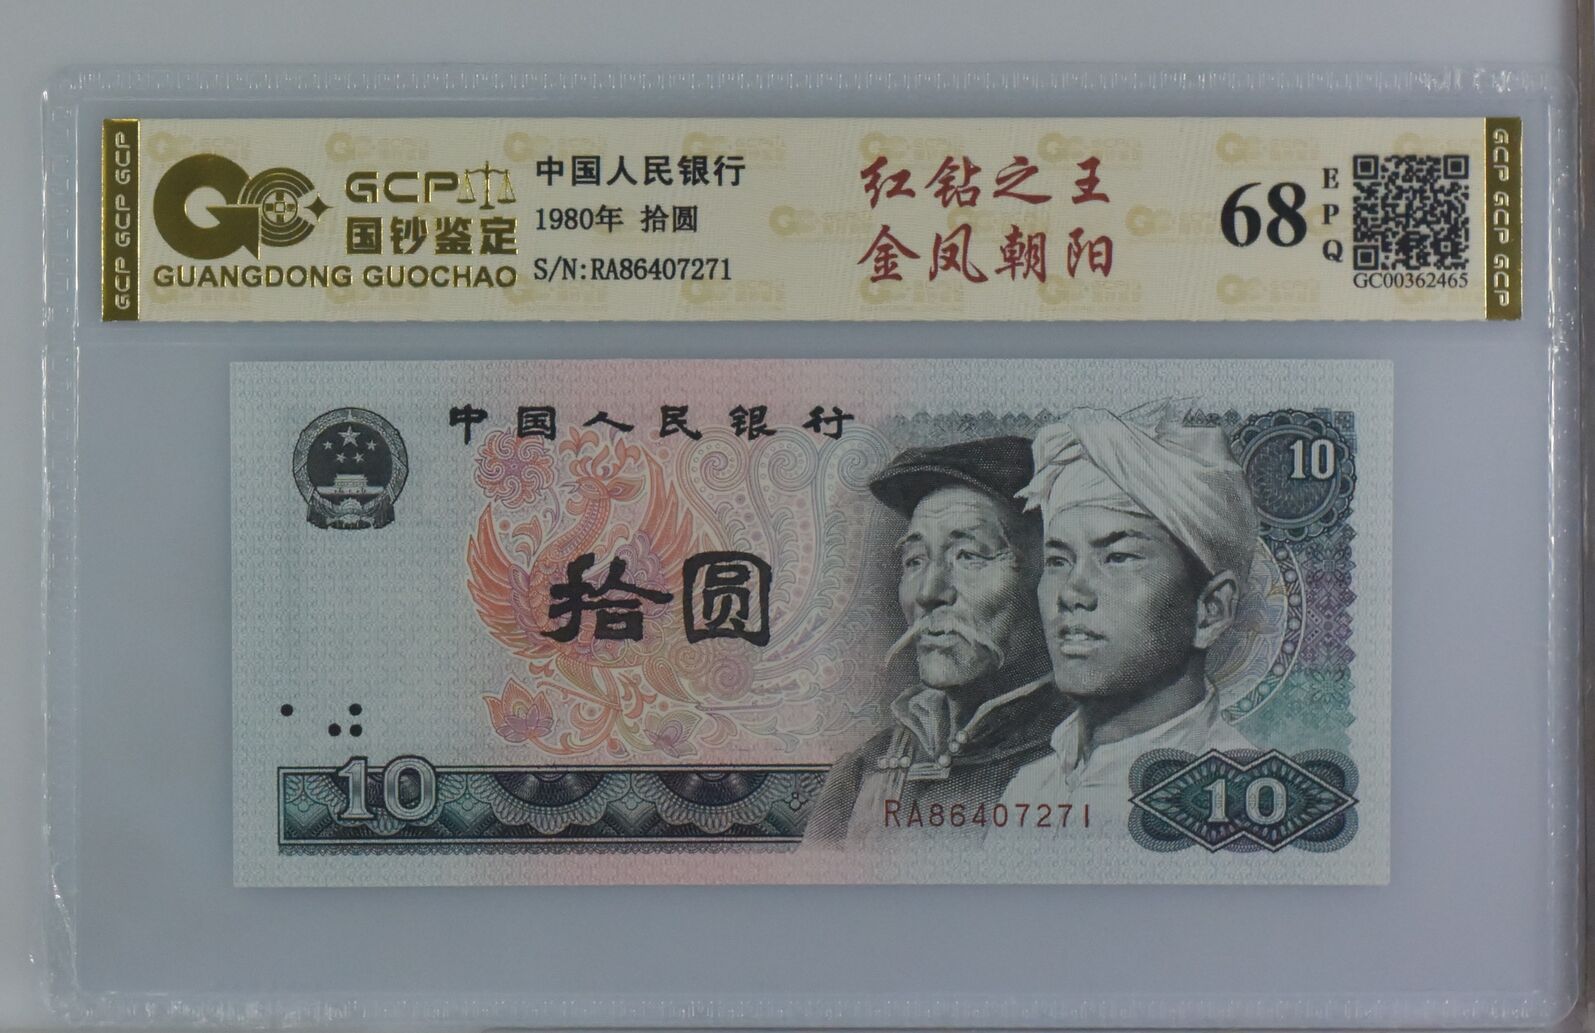 GCP GCP GCP
GCP
国钞鉴定
GUANGDONG GUOCHAO
中国人民银行
1980年 拾圆
S/N:RA86407271
红钻之王
金凤朝阳
68
EPQ
GC00362465
GCP GCP GCP
中国人民银行
10
拾圆
10
RA86407271
10